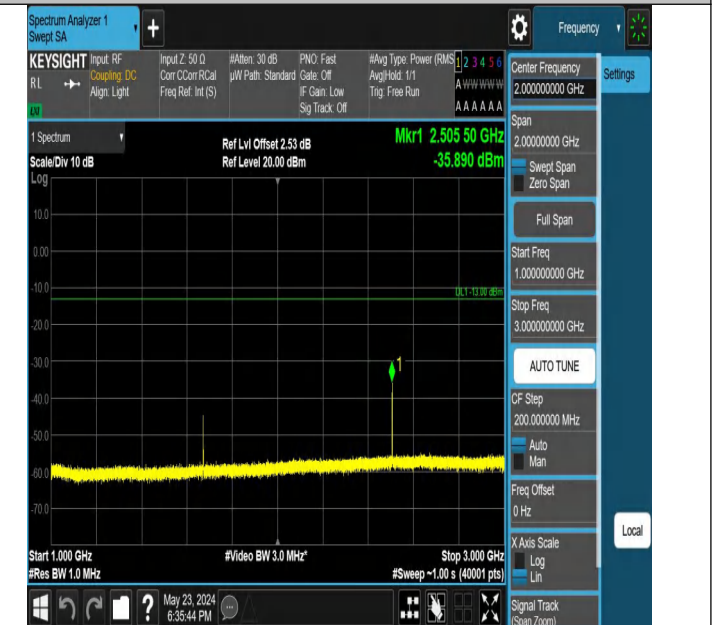 Spectrum Analyzer 1
Swept SA
+
Frequency
KEYSIGHT
RL
Input: RF
Coupling: DC
Align: Light
Input Z: 50 Ω
Corr CCorr RCal
Freq Ref: Int (S)
#Atten: 30 dB
µW Path: Standard
PNO: Fast
Gate: Off
IF Gain: Low
Sig Track: Off
#Avg Type: Power (RMS
Avg|Hold: 1/1
Trig: Free Run
1 2 3 4 5 6
A W W W W W
A A A A A A
LXI
1 Spectrum
Scale/Div 10 dB
Log
Ref Lvl Offset 2.53 dB
Ref Level 20.00 dBm
Mkr1 2.505 50 GHz
-35.890 dBm
10.0
0.00
-10.0
DL1 -13.00 dBm
-20.0
-30.0
1
-40.0
-50.0
-60.0
-70.0
Start 1.000 GHz
#Res BW 1.0 MHz
#Video BW 3.0 MHz*
Stop 3.000 GHz
#Sweep ~1.00 s (40001 pts)
?
May 23, 2024
6:35:44 PM
Center Frequency
2.000000000 GHz
Settings
Span
2.00000000 GHz
Swept Span
Zero Span
Full Span
Start Freq
1.000000000 GHz
Stop Freq
3.000000000 GHz
AUTO TUNE
CF Step
200.000000 MHz
Auto
Man
Freq Offset
0 Hz
X Axis Scale
Log
Lin
Local
Signal Track
(Span Zoom)